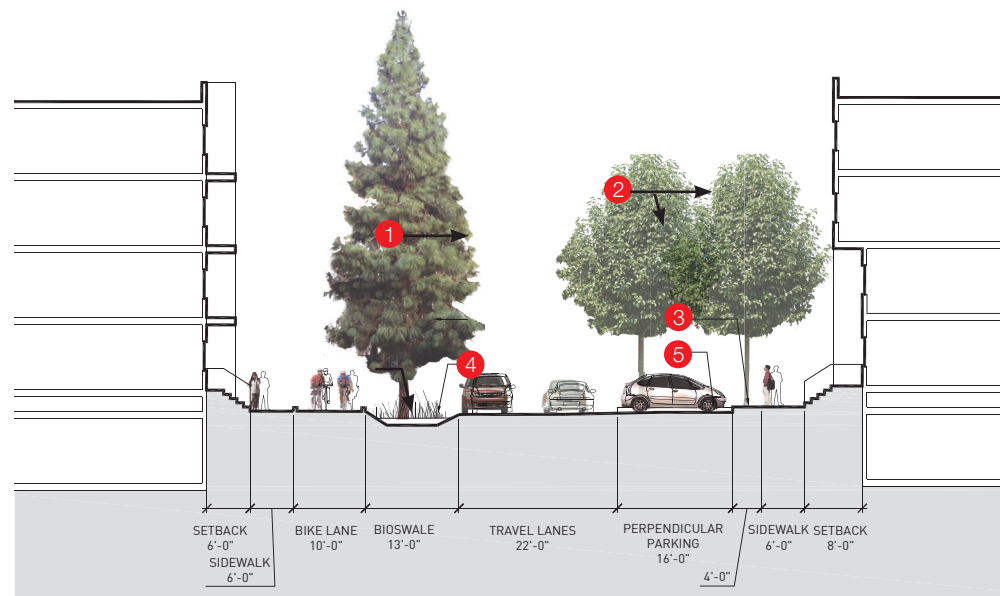 2
1
3
5
4
SETBACK
6'-0"
SIDEWALK
6'-0"
BIKE LANE
10'-0"
BIOSWALE
13'-0"
TRAVEL LANES
22'-0"
PERPENDICULAR
PARKING
16'-0"
4'-0"
SIDEWALK
6'-0"
SETBACK
8'-0"